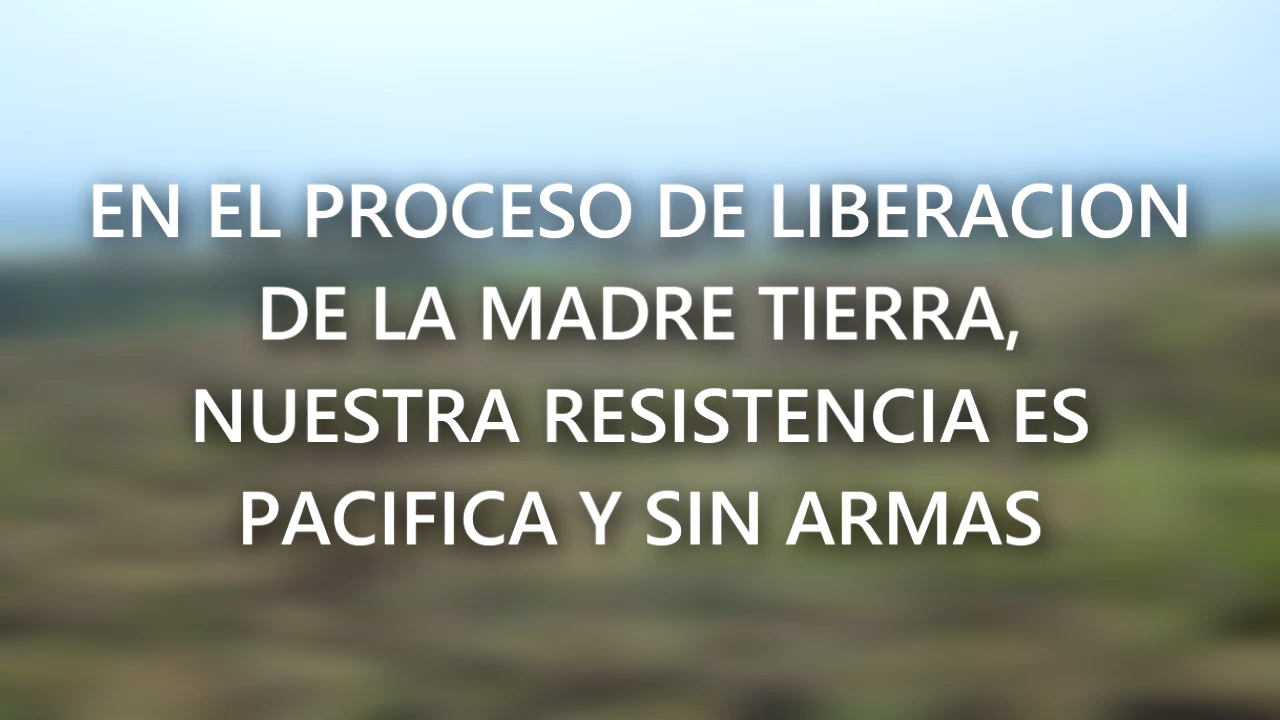 EN EL PROCESO DE LIBERACION
DE LA MADRE TIERRA,
NUESTRA RESISTENCIA ES
PACIFICA Y SIN ARMAS